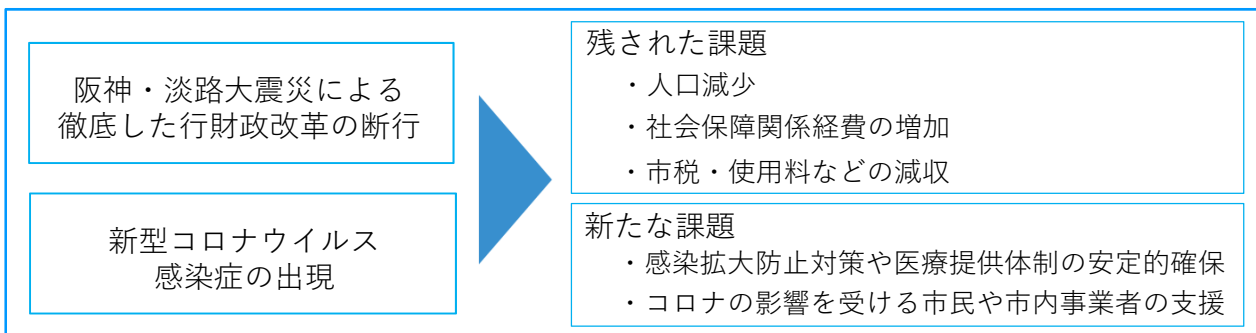 阪神・淡路大震災による
徹底した行財政改革の断行
新型コロナウイルス
感染症の出現
残された課題
・人口減少
・社会保障関係経費の増加
・市税・使用料などの減収
新たな課題
・感染拡大防止対策や医療提供体制の安定的確保
・コロナの影響を受ける市民や市内事業者の支援